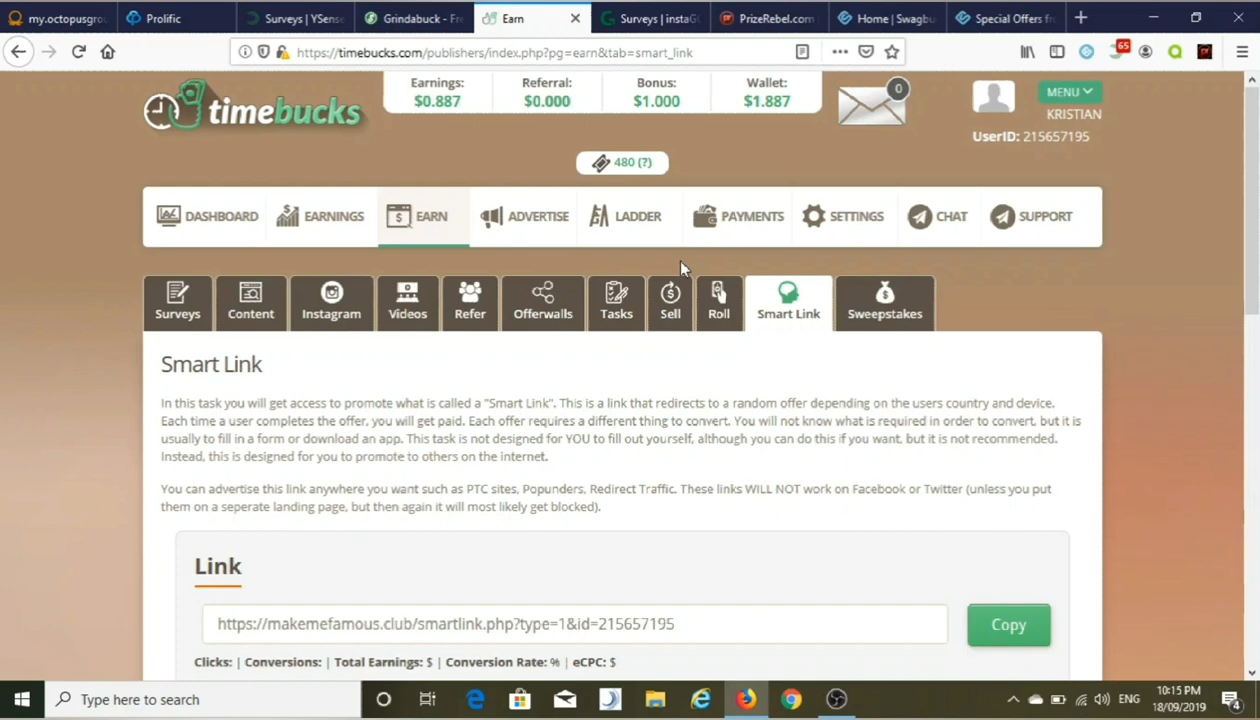 my.octopusgrou
Prolific
Surveys | YSense
Grindabuck - Fre
Earn
Surveys | instaGC
PrizeRebel.com
Home | Swagbu
Special Offers fr
https://timebucks.com/publishers/index.php?pg=earn&tab=smart_link
65
timebucks
Earnings: Referral: Bonus: Wallet:
$0.887 $0.000 $1.000 $1.887
0
MENU
KRISTIAN
UserID: 215657195
480 (?)
DASHBOARD EARNINGS EARN ADVERTISE LADDER PAYMENTS SETTINGS CHAT SUPPORT
Surveys Content Instagram Videos Refer Offerwalls Tasks Sell Roll Smart Link Sweepstakes
Smart Link
In this task you will get access to promote what is called a "Smart Link". This is a link that redirects to a random offer depending on the users country and device.
Each time a user completes the offer, you will get paid. Each offer requires a different thing to convert. You will not know what is required in order to convert, but it is
usually to fill in a form or download an app. This task is not designed for YOU to fill out yourself, although you can do this if you want, but it is not recommended.
Instead, this is designed for you to promote to others on the internet.
You can advertise this link anywhere you want such as PTC sites, Popunders, Redirect Traffic. These links WILL NOT work on Facebook or Twitter (unless you put
them on a seperate landing page, but then again it will most likely get blocked).
Link
https://makemefamous.club/smartlink.php?type=1&id=215657195
Copy
Clicks: | Conversions: | Total Earnings: $ | Conversion Rate: % | eCPC: $
Type here to search
ENG
10:15 PM
18/09/2019
4